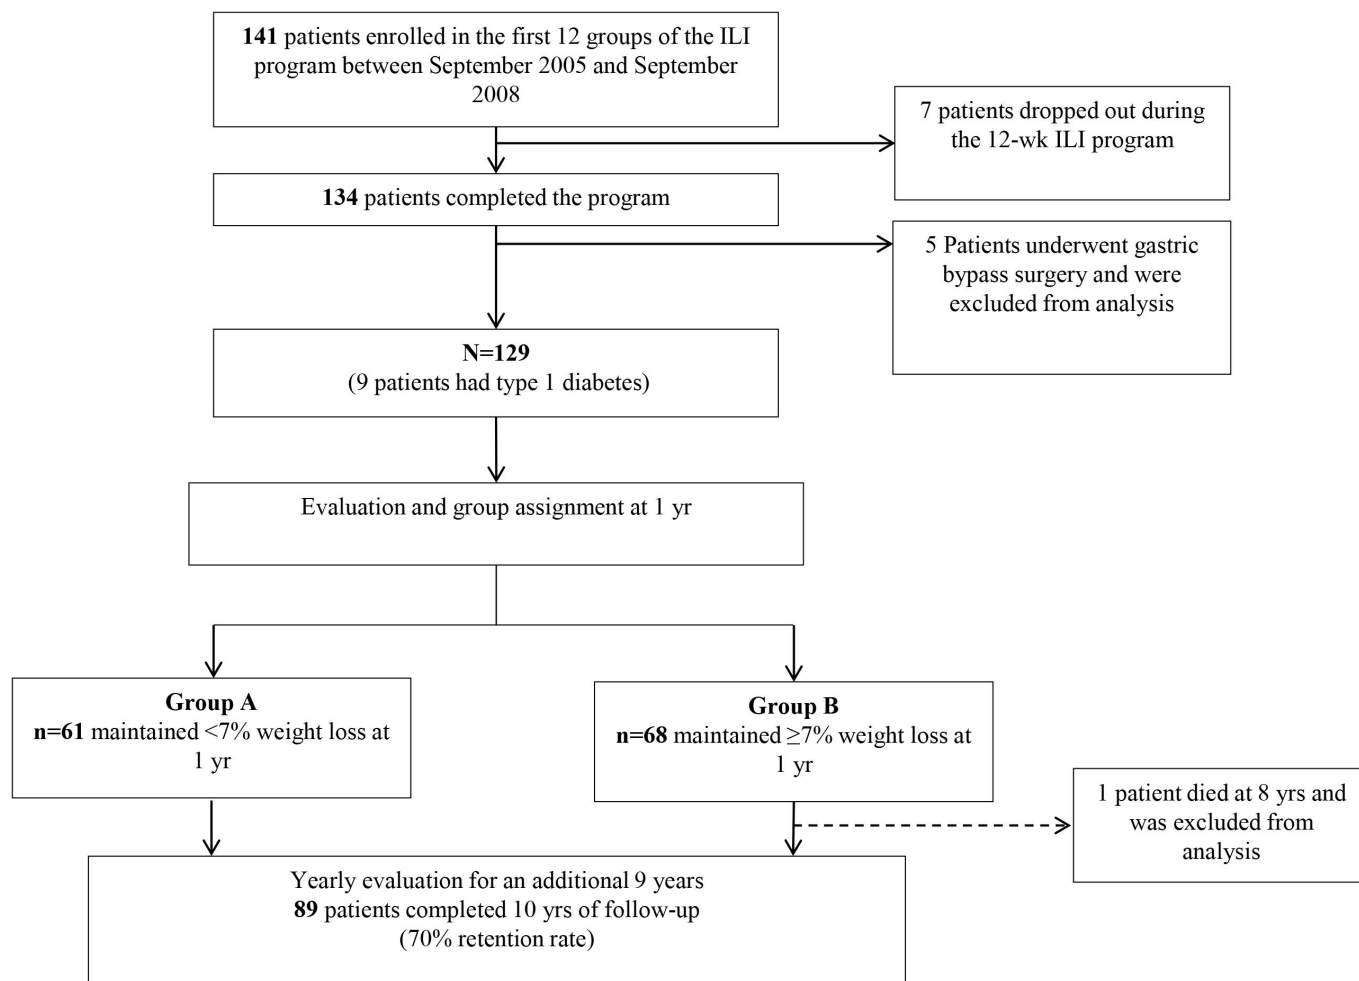 141 patients enrolled in the first 12 groups of the ILI
program between September 2005 and September
2008
7 patients dropped out during
the 12-wk ILI program
134 patients completed the program
5 Patients underwent gastric
bypass surgery and were
excluded from analysis
N=129
(9 patients had type 1 diabetes)
Evaluation and group assignment at 1 yr
Group A
n=61 maintained <7% weight loss at
1 yr
Group B
n=68 maintained ≥7% weight loss at
1 yr
1 patient died at 8 yrs and
was excluded from
analysis
Yearly evaluation for an additional 9 years
89 patients completed 10 yrs of follow-up
(70% retention rate)